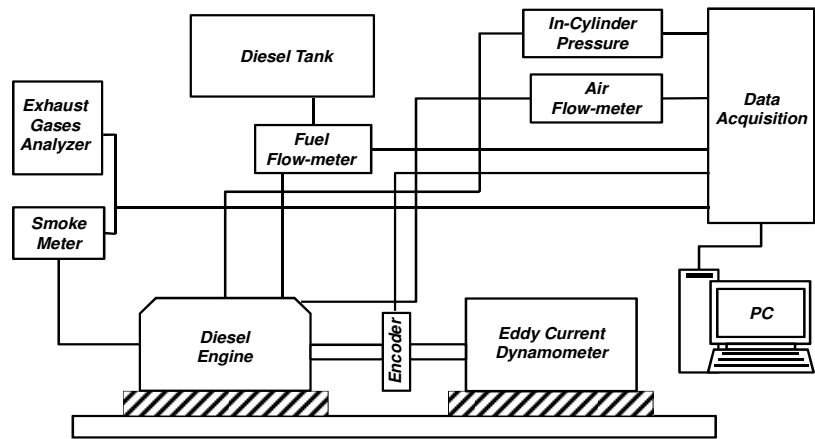 In-Cylinder
Pressure
Diesel Tank
Air
Flow-meter
Data
Acquisition
Exhaust
Gases
Analyzer
Fuel
Flow-meter
Smoke
Meter
Diesel
Engine
Encoder
Eddy Current
Dynamometer
PC